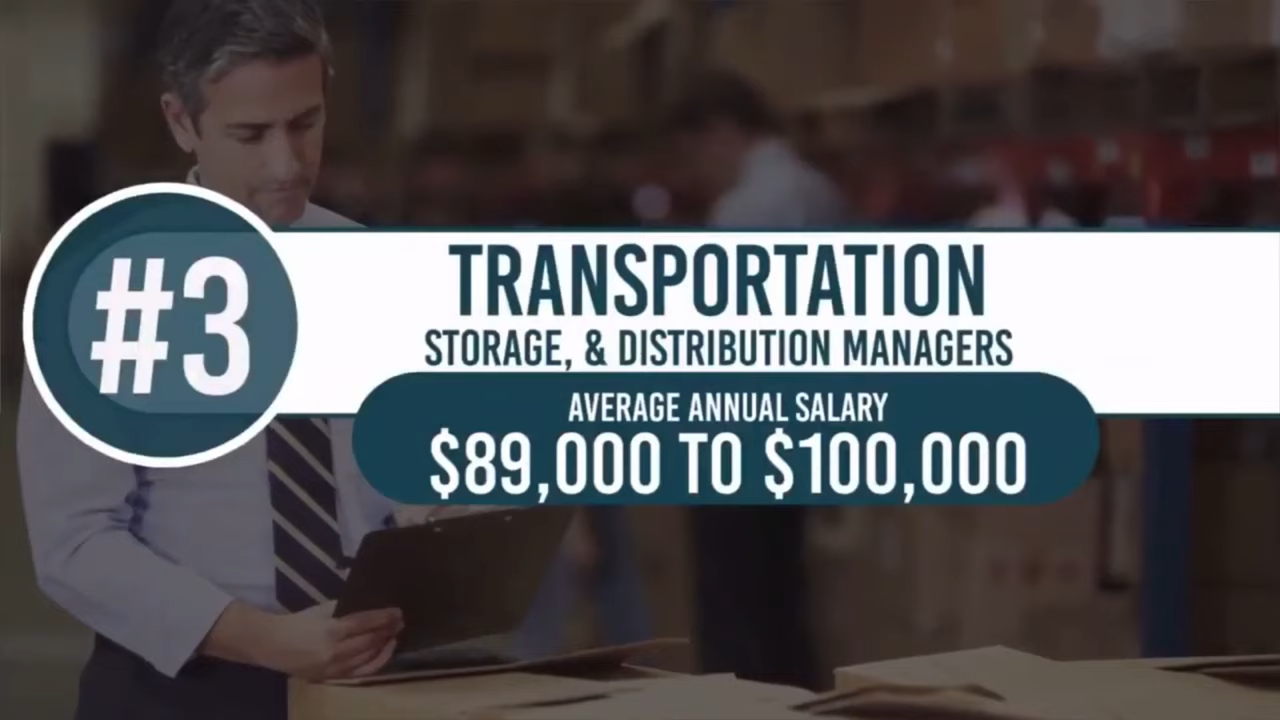 #3
TRANSPORTATION
STORAGE, & DISTRIBUTION MANAGERS
AVERAGE ANNUAL SALARY
$89,000 TO $100,000